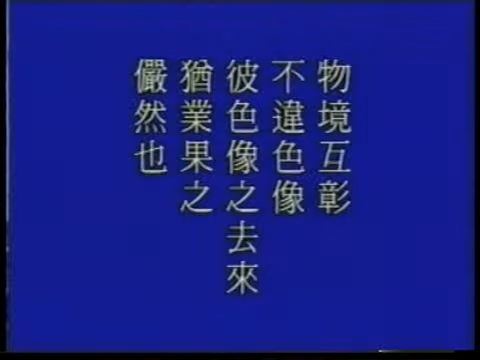 物境互彰
不違色像
彼色像之去來
猶業果之
儼然也